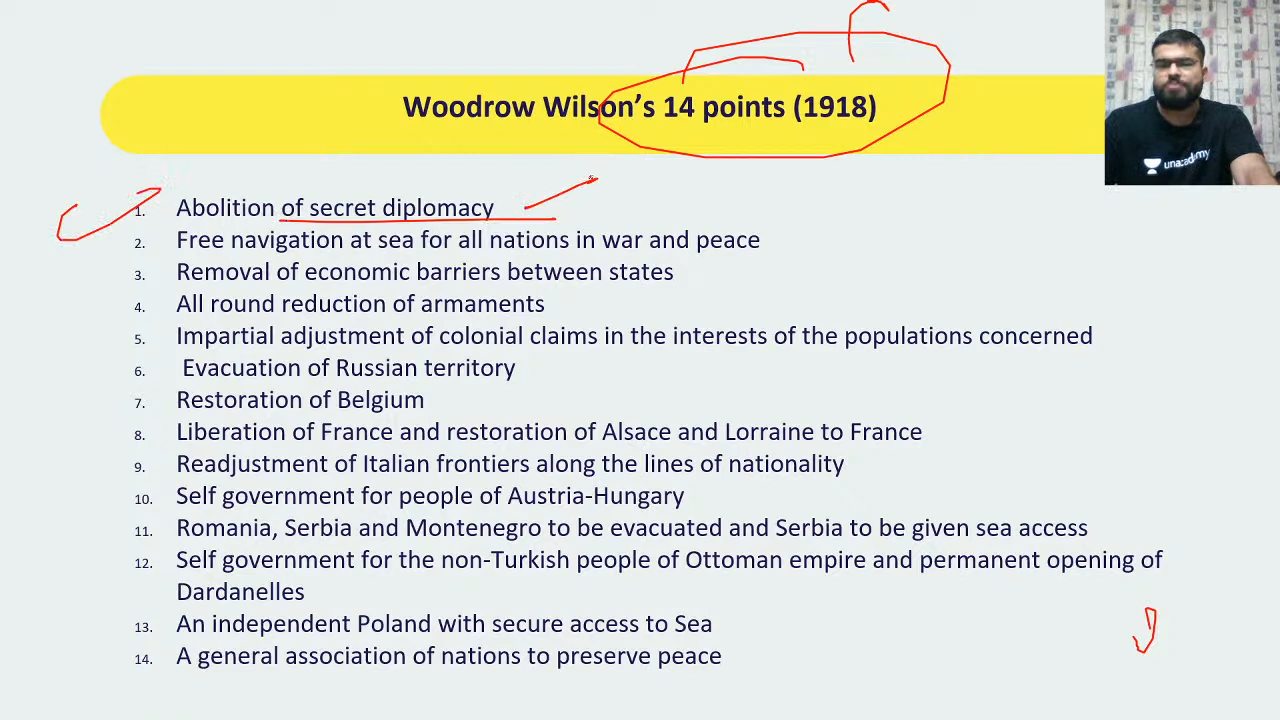 Woodrow Wilson's 14 points (1918)
unacademy
1. Abolition of secret diplomacy
2. Free navigation at sea for all nations in war and peace
3. Removal of economic barriers between states
4. All round reduction of armaments
5. Impartial adjustment of colonial claims in the interests of the populations concerned
6. Evacuation of Russian territory
7. Restoration of Belgium
8. Liberation of France and restoration of Alsace and Lorraine to France
9. Readjustment of Italian frontiers along the lines of nationality
10. Self government for people of Austria-Hungary
11. Romania, Serbia and Montenegro to be evacuated and Serbia to be given sea access
12. Self government for the non-Turkish people of Ottoman empire and permanent opening of
Dardanelles
13. An independent Poland with secure access to Sea
14. A general association of nations to preserve peace